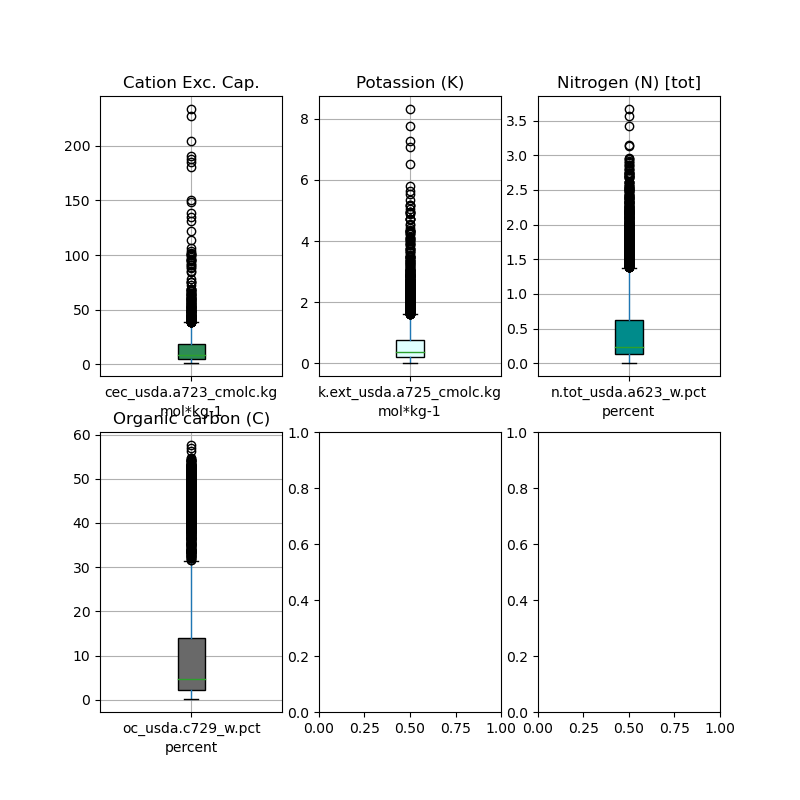 Cation Exc. Cap.
200
150
100
50
0
cec_usda.a723_cmolc.kg
mol*kg-1
Potassion (K)
8
6
4
2
0
k.ext_usda.a725_cmolc.kg
mol*kg-1
Nitrogen (N) [tot]
3.5
3.0
2.5
2.0
1.5
1.0
0.5
0.0
n.tot_usda.a623_w.pct
percent
Organic carbon (C)
60
50
40
30
20
10
0
oc_usda.c729_w.pct
percent
1.0
0.8
0.6
0.4
0.2
0.0
0.00 0.25 0.50 0.75 1.00
1.0
0.8
0.6
0.4
0.2
0.0
0.00 0.25 0.50 0.75 1.00